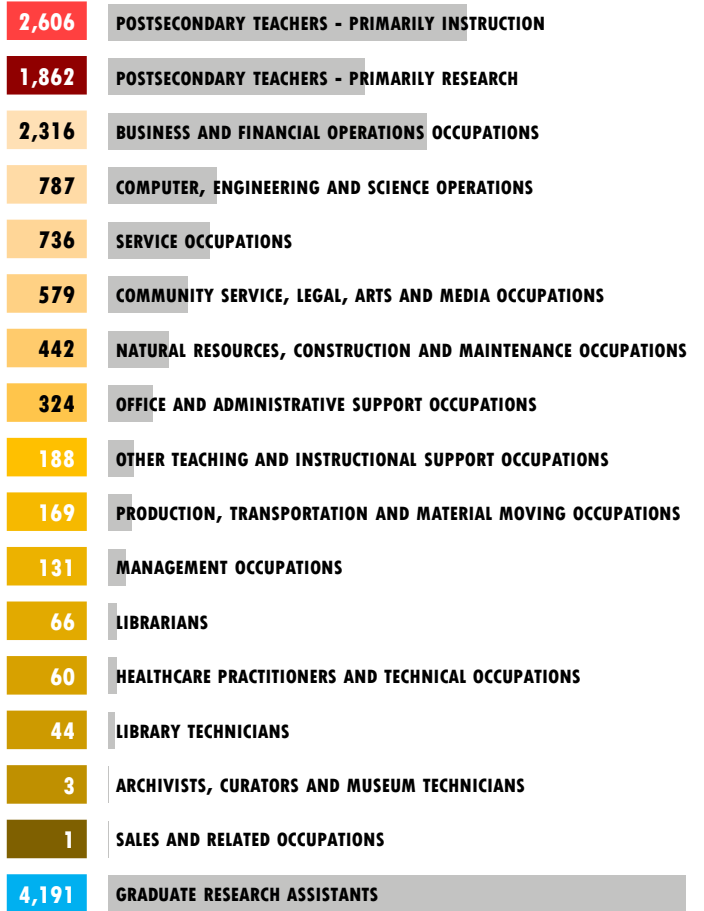 2,606 POSTSECONDARY TEACHERS - PRIMARILY INSTRUCTION
1,862 POSTSECONDARY TEACHERS - PRIMARILY RESEARCH
2,316 BUSINESS AND FINANCIAL OPERATIONS OCCUPATIONS
787 COMPUTER, ENGINEERING AND SCIENCE OPERATIONS
736 SERVICE OCCUPATIONS
579 COMMUNITY SERVICE, LEGAL, ARTS AND MEDIA OCCUPATIONS
442 NATURAL RESOURCES, CONSTRUCTION AND MAINTENANCE OCCUPATIONS
324 OFFICE AND ADMINISTRATIVE SUPPORT OCCUPATIONS
188 OTHER TEACHING AND INSTRUCTIONAL SUPPORT OCCUPATIONS
169 PRODUCTION, TRANSPORTATION AND MATERIAL MOVING OCCUPATIONS
131 MANAGEMENT OCCUPATIONS
66 LIBRARIANS
60 HEALTHCARE PRACTITIONERS AND TECHNICAL OCCUPATIONS
44 LIBRARY TECHNICIANS
3 ARCHIVISTS, CURATORS AND MUSEUM TECHNICIANS
1 SALES AND RELATED OCCUPATIONS
4,191 GRADUATE RESEARCH ASSISTANTS